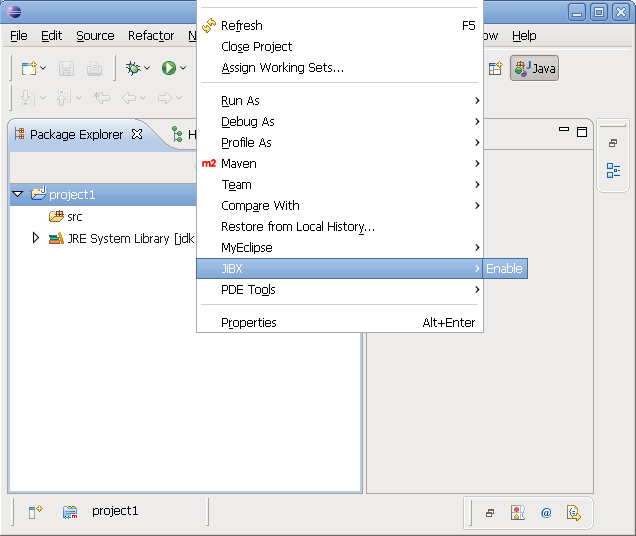 File Edit Source Refactor N
ow Help
Java
Package Explorer
H
project1
src
JRE System Library [jdk
Refresh F5
Close Project
Assign Working Sets...
Run As
Debug As
Profile As
m2 Maven
Team
Compare With
Restore from Local History...
MyEclipse
JiBX
Enable
PDE Tools
Properties Alt+Enter
project1
@